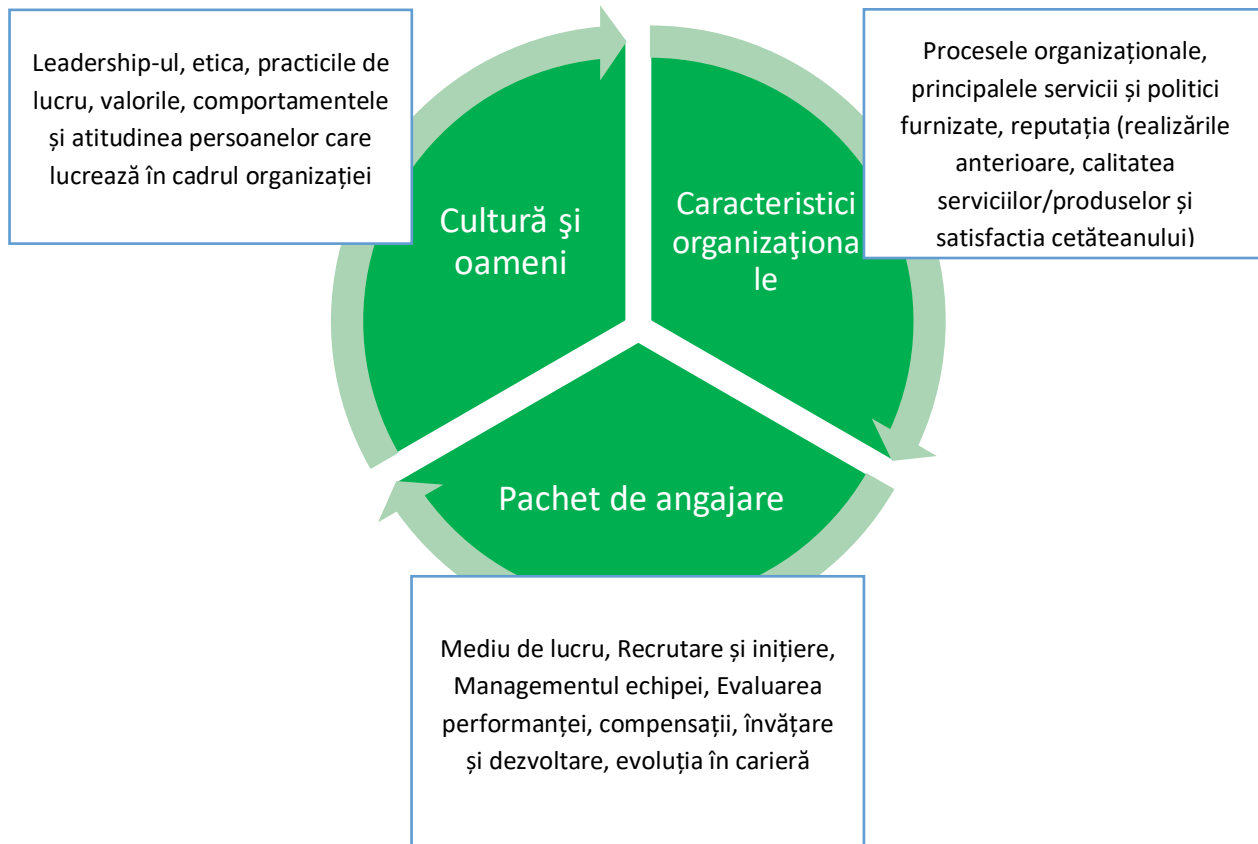 Leadership-ul, etica, practicile de
lucru, valorile, comportamentele
și atitudinea persoanelor care
lucrează în cadrul organizației
Procesele organizaționale,
principalele servicii și politici
furnizate, reputația (realizările
anterioare, calitatea
serviciilor/produselor și
satisfactia cetăteanului)
Cultură şi
oameni
Caracteristici
organizaţiona
le
Pachet de angajare
Mediu de lucru, Recrutare și inițiere,
Managementul echipei, Evaluarea
performanței, compensații, învățare
și dezvoltare, evoluția în carieră